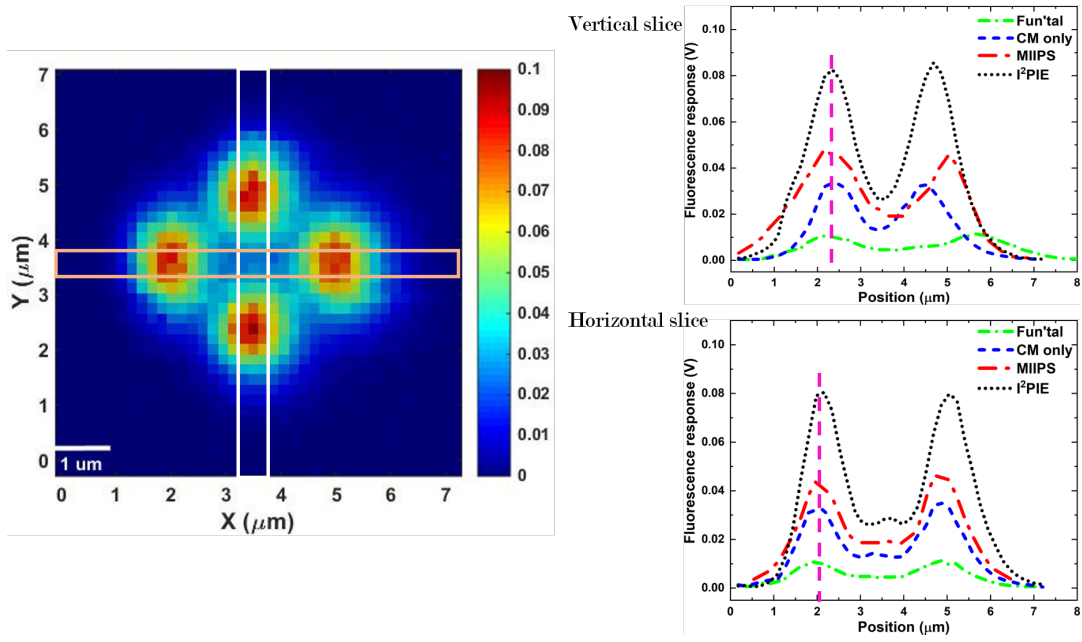 7
6
5
4
3
2
1
0
Y (μm)
1 um
0 1 2 3 4 5 6 7
X (μm)
0.1
0.09
0.08
0.07
0.06
0.05
0.04
0.03
0.02
0.01
0
Vertical slice
Fluorescence response (V)
0.10
0.08
0.06
0.04
0.02
0.00
Fun'tal
CM only
MIIPS
I²PIE
0 1 2 3 4 5 6 7 8
Position (μm)
Horizontal slice
Fluorescence response (V)
0.10
0.08
0.06
0.04
0.02
0.00
Fun'tal
CM only
MIIPS
I²PIE
0 1 2 3 4 5 6 7 8
Position (μm)